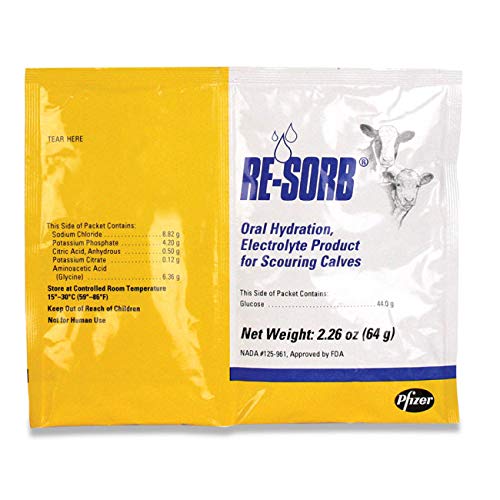 TEAR HERE
This Side of Packet Contains:
Sodium Chloride 8.82 g
Potassium Phosphate 4.20 g
Citric Acid, Anhydrous 0.50 g
Potassium Citrate 0.12 g
Aminoacetic Acid
(Glycine) 6.36 g
Store at Controlled Room Temperature
15°–30°C (59°–86°F)
Keep Out of Reach of Children
Not for Human Use
RE-SORB®
Oral Hydration,
Electrolyte Product
for Scouring Calves
This Side of Packet Contains:
Glucose 44.0 g
Net Weight: 2.26 oz (64 g)
NADA #125-961, Approved by FDA
Pfizer